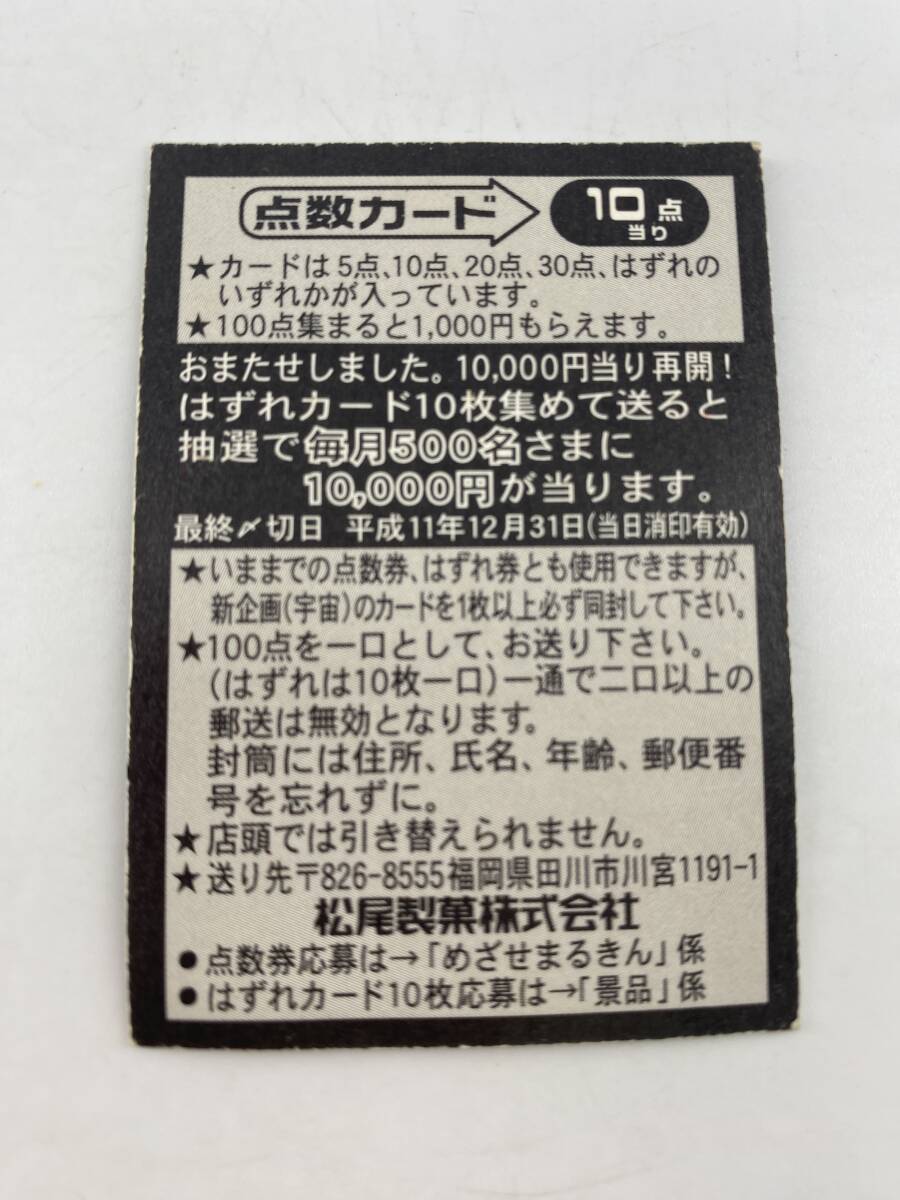 点数カード 10点
当り
★カードは5点、10点、20点、30点、はずれの
いずれかが入っています。
★100点集まると1,000円もらえます。
おまたせしました。10,000円当り再開！
はずれカード10枚集めて送ると
抽選で毎月500名さまに
10,000円が当ります。
最終〆切日 平成11年12月31日(当日消印有効)
★いままでの点数券、はずれ券とも使用できますが、
新企画(宇宙)のカードを1枚以上必ず同封して下さい。
★100点を一口として、お送り下さい。
(はずれは10枚一口)一通で二口以上の
郵送は無効となります。
封筒には住所、氏名、年齢、郵便番
号を忘れずに。
★店頭では引き替えられません。
★送り先〒826-8555福岡県田川市川宮1191-1
松尾製菓株式会社
●点数券応募は→「めざせまるきん」係
●はずれカード10枚応募は→「景品」係